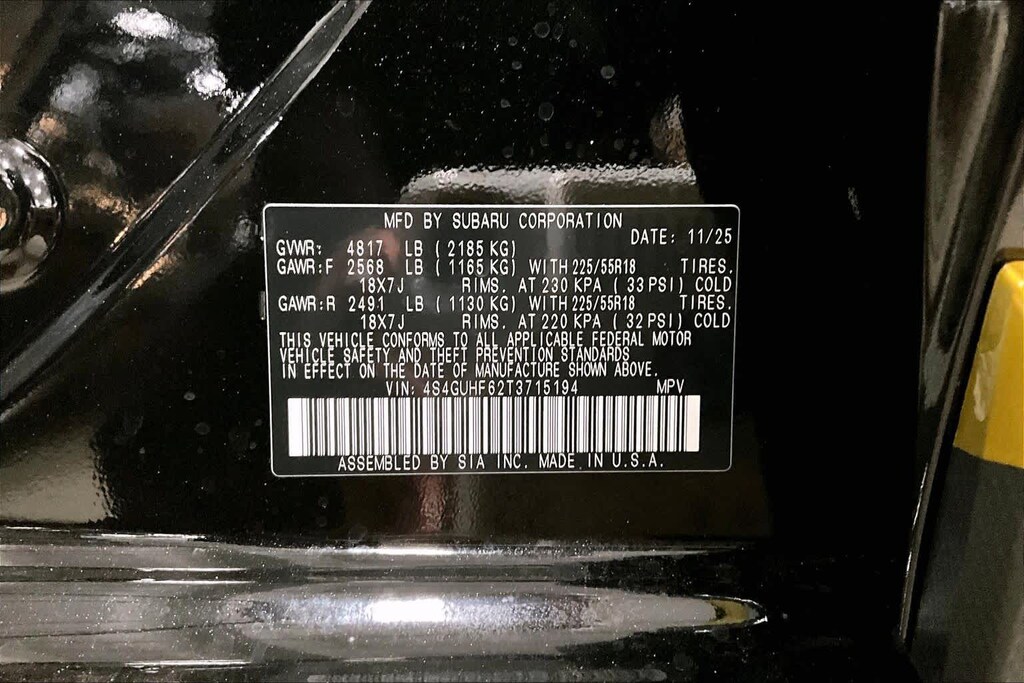 MFD BY SUBARU CORPORATION
GVWR: 4817 LB ( 2185 KG) DATE: 11/25
GAWR:F 2568 LB ( 1165 KG) WITH 225/55R18 TIRES,
18X7J RIMS, AT 230 KPA ( 33 PSI) COLD
GAWR:R 2491 LB ( 1130 KG) WITH 225/55R18 TIRES,
18X7J RIMS, AT 220 KPA ( 32 PSI) COLD
THIS VEHICLE CONFORMS TO ALL APPLICABLE FEDERAL MOTOR
VEHICLE SAFETY AND THEFT PREVENTION STANDARDS
IN EFFECT ON THE DATE OF MANUFACTURE SHOWN ABOVE.
VIN: 4S4GUHF62T3715194 MPV
ASSEMBLED BY SIA INC. MADE IN U.S.A.